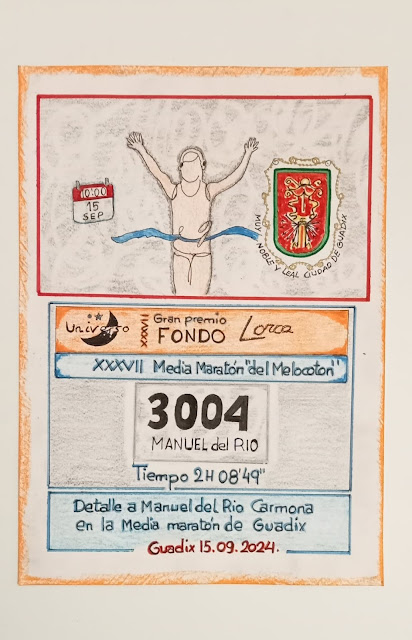 10:00
15
SEP
MUY NOBLE Y LEAL CIUDAD DE GUADIX
Universo
XXXVII
Gran premio
FONDO
Lorca
XXXVII Media Maratón "del Melocoton"
3004
MANUEL del RIO
Tiempo 2H 08'49"
Detalle a Manuel del Rio Carmona
en la Media maratón de Guadix
Guadix 15.09.2024.